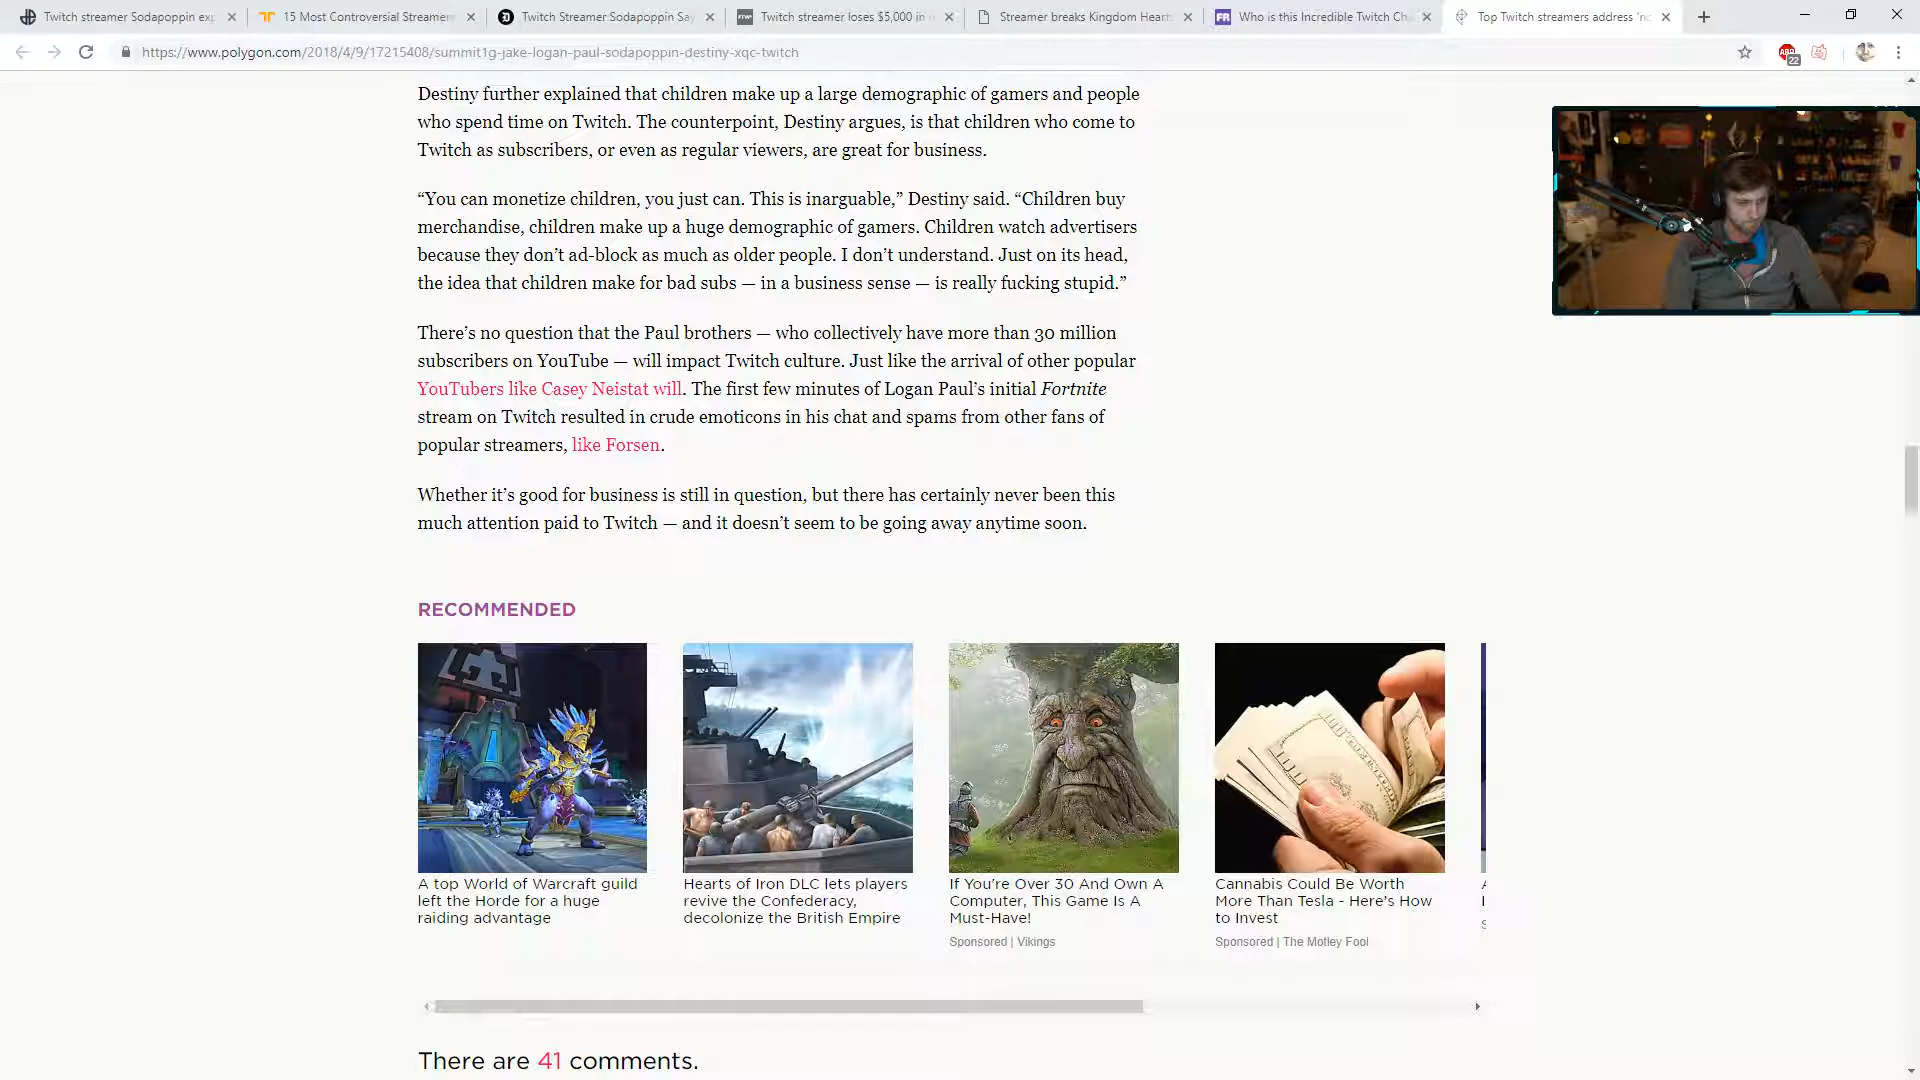 Twitch streamer Sodapoppin exp
15 Most Controversial Streamer
Twitch Streamer Sodapoppin Say
Twitch streamer loses $5,000 in
Streamer breaks Kingdom Heart
Who is this Incredible Twitch Ch
Top Twitch streamers address 'n
https://www.polygon.com/2018/4/9/17215408/summit1g-jake-logan-paul-sodapoppin-destiny-xqc-twitch
ABP
22
Destiny further explained that children make up a large demographic of gamers and people
who spend time on Twitch. The counterpoint, Destiny argues, is that children who come to
Twitch as subscribers, or even as regular viewers, are great for business.
“You can monetize children, you just can. This is inarguable,” Destiny said. “Children buy
merchandise, children make up a huge demographic of gamers. Children watch advertisers
because they don’t ad-block as much as older people. I don’t understand. Just on its head,
the idea that children make for bad subs — in a business sense — is really fucking stupid.”
There’s no question that the Paul brothers — who collectively have more than 30 million
subscribers on YouTube — will impact Twitch culture. Just like the arrival of other popular
YouTubers like Casey Neistat will. The first few minutes of Logan Paul’s initial Fortnite
stream on Twitch resulted in crude emoticons in his chat and spams from other fans of
popular streamers, like Forsen.
Whether it’s good for business is still in question, but there has certainly never been this
much attention paid to Twitch — and it doesn’t seem to be going away anytime soon.
RECOMMENDED
A top World of Warcraft guild
left the Horde for a huge
raiding advantage
Hearts of Iron DLC lets players
revive the Confederacy,
decolonize the British Empire
If You're Over 30 And Own A
Computer, This Game Is A
Must-Have!
Sponsored | Vikings
Cannabis Could Be Worth
More Than Tesla - Here's How
to Invest
Sponsored | The Motley Fool
There are 41 comments.